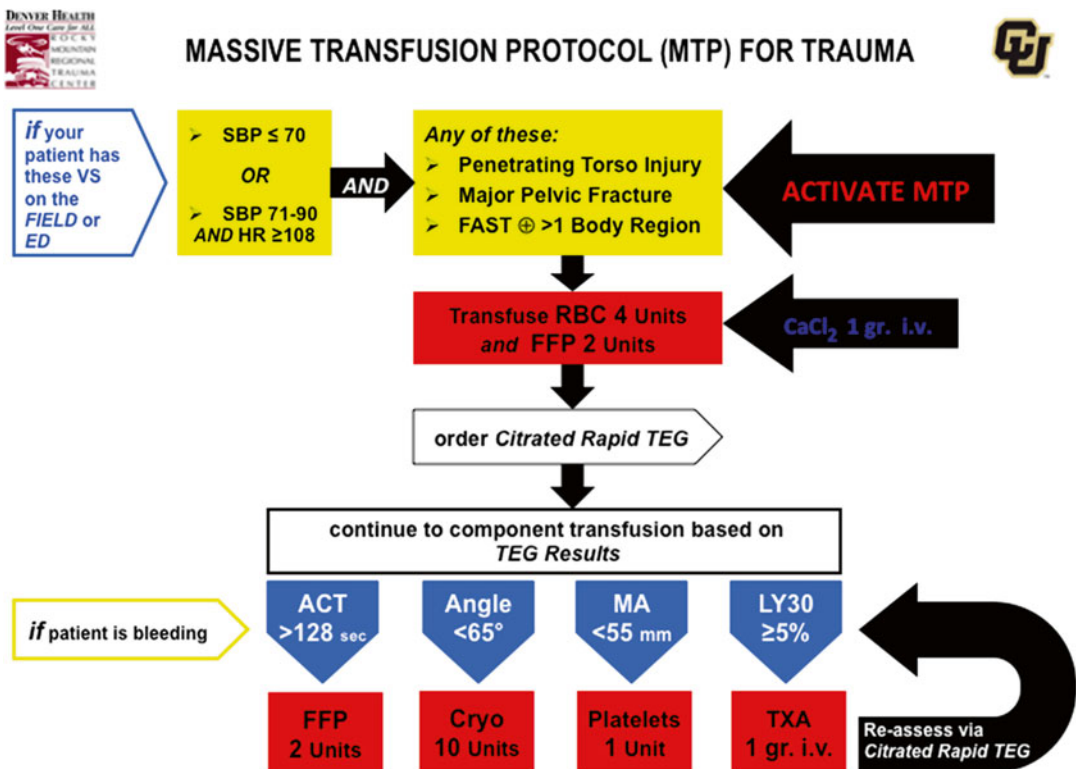 DENVER HEALTH
Level One Care for ALL
ROCKY
MOUNTAIN
REGIONAL
TRAUMA
CENTER
MASSIVE TRANSFUSION PROTOCOL (MTP) FOR TRAUMA
CU
if your
patient has
these VS
on the
FIELD or
ED
➢ SBP ≤ 70
OR
➢ SBP 71-90
AND HR ≥108
AND
Any of these:
➢ Penetrating Torso Injury
➢ Major Pelvic Fracture
➢ FAST ⊕ >1 Body Region
ACTIVATE MTP
Transfuse RBC 4 Units
and FFP 2 Units
CaCl₂ 1 gr. i.v.
order Citrated Rapid TEG
continue to component transfusion based on
TEG Results
if patient is bleeding
ACT
>128 sec
Angle
<65°
MA
<55 mm
LY30
≥5%
FFP
2 Units
Cryo
10 Units
Platelets
1 Unit
TXA
1 gr. i.v.
Re-assess via
Citrated Rapid TEG